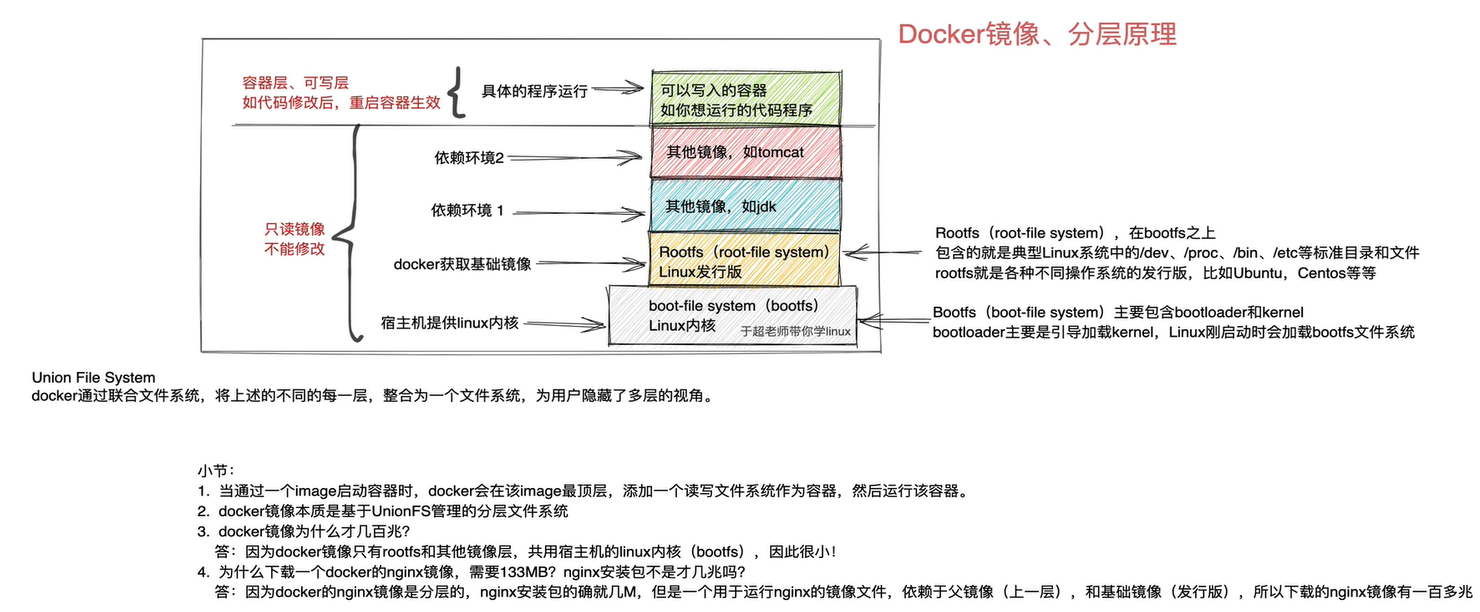 Docker镜像、分层原理
容器层、可写层
如代码修改后，重启容器生效
具体的程序运行
可以写入的容器
如你想运行的代码程序
依赖环境2
其他镜像，如tomcat
依赖环境 1
其他镜像，如jdk
只读镜像
不能修改
docker获取基础镜像
Rootfs（root-file system）
Linux发行版
Rootfs（root-file system），在bootfs之上
包含的就是典型Linux系统中的/dev、/proc、/bin、/etc等标准目录和文件
rootfs就是各种不同操作系统的发行版，比如Ubuntu，Centos等等
宿主机提供linux内核
boot-file system（bootfs）
Linux内核
于超老师带你学linux
Bootfs（boot-file system）主要包含bootloader和kernel
bootloader主要是引导加载kernel，Linux刚启动时会加载bootfs文件系统
Union File System
docker通过联合文件系统，将上述的不同的每一层，整合为一个文件系统，为用户隐藏了多层的视角。
小节：
1. 当通过一个image启动容器时，docker会在该image最顶层，添加一个读写文件系统作为容器，然后运行该容器。
2. docker镜像本质是基于UnionFS管理的分层文件系统
3. docker镜像为什么才几百兆？
答：因为docker镜像只有rootfs和其他镜像层，共用宿主机的linux内核（bootfs），因此很小！
4. 为什么下载一个docker的nginx镜像，需要133MB？nginx安装包不是才几兆吗？
答：因为docker的nginx镜像是分层的，nginx安装包的确就几M，但是一个用于运行nginx的镜像文件，依赖于父镜像（上一层），和基础镜像（发行版），所以下载的nginx镜像有一百多兆